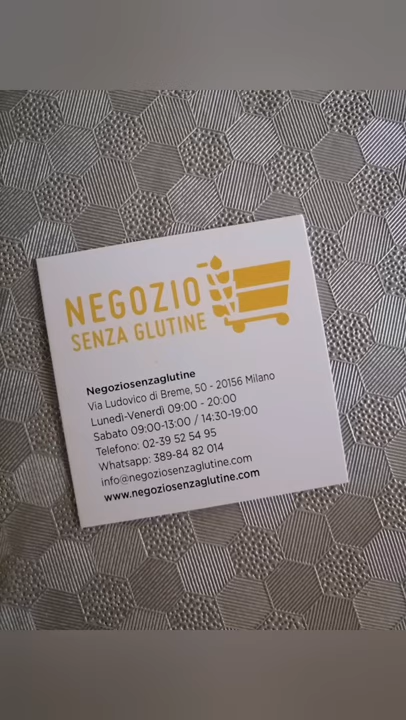 NEGOZIO
SENZA GLUTINE
Negoziosenzaglutine
Via Ludovico di Breme, 50 - 20156 Milano
Lunedì-Venerdì 09:00 - 20:00
Sabato 09:00-13:00 / 14:30-19:00
Telefono: 02-39 52 54 95
Whatsapp: 389-84 82 014
info@negoziosenzaglutine.com
www.negoziosenzaglutine.com